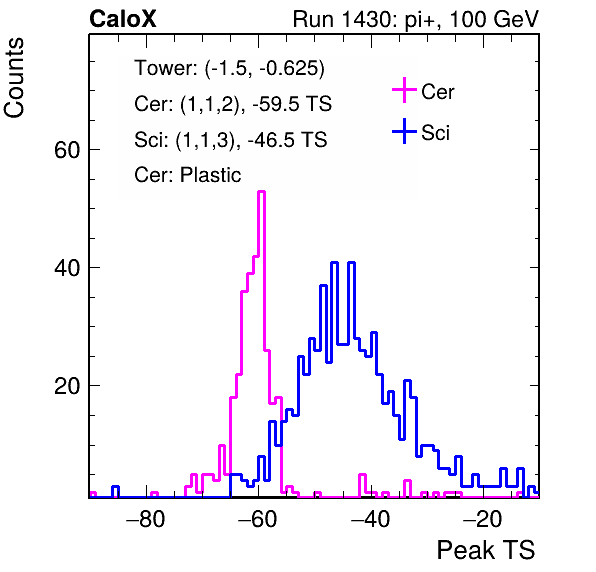 CaloX Run 1430: pi+, 100 GeV
Counts
Tower: (-1.5, -0.625)
Cer: (1,1,2), -59.5 TS
Sci: (1,1,3), -46.5 TS
Cer: Plastic
Cer
Sci
60
40
20
−80 −60 −40 −20
Peak TS